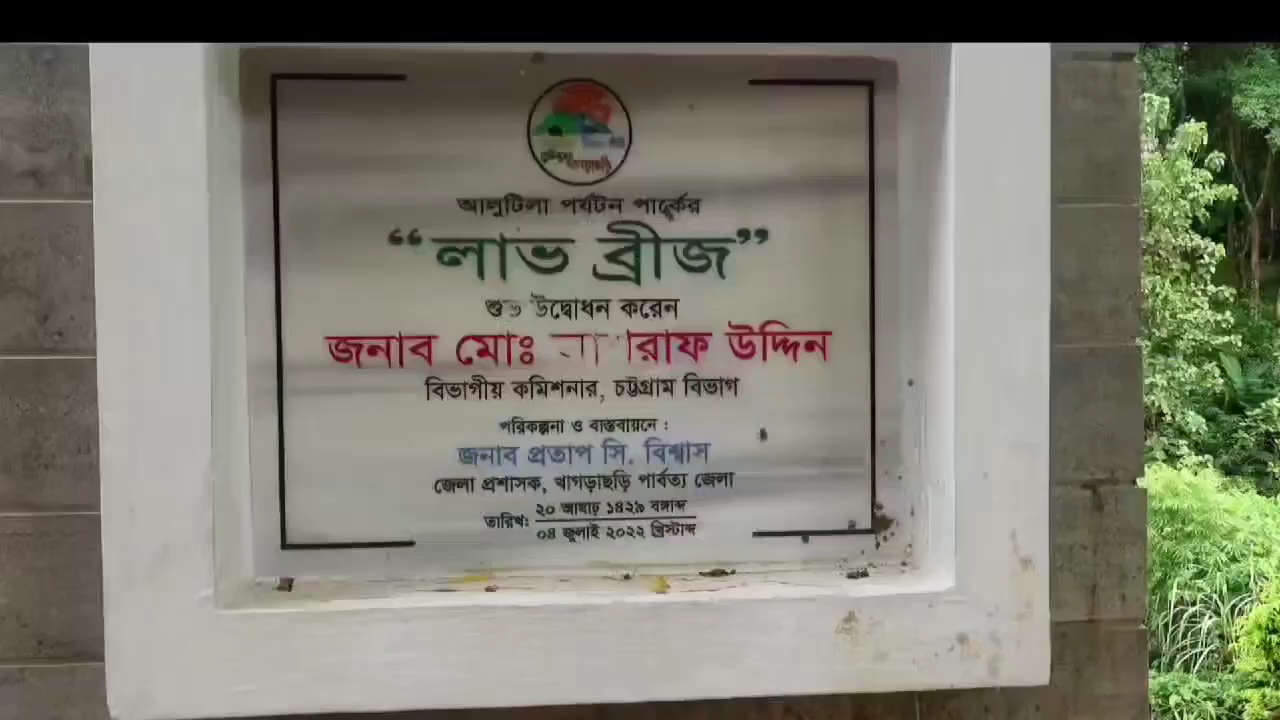 আলুটিলা পর্যটন পার্কের
“লাভ ব্রীজ”
শুভ উদ্বোধন করেন
জনাব মোঃ উদ্দিন
বিভাগীয় কমিশনার, চট্টগ্রাম বিভাগ
পরিকল্পনা ও বাস্তবায়নে :
জনাব প্রতাপ সি. বিশ্বাস
জেলা প্রশাসক, খাগড়াছড়ি পার্বত্য জেলা
তারিখ: ২০ আষাঢ় ১৪২৯ বঙ্গাব্দ
০৪ জুলাই ২০২২ খ্রিস্টাব্দ